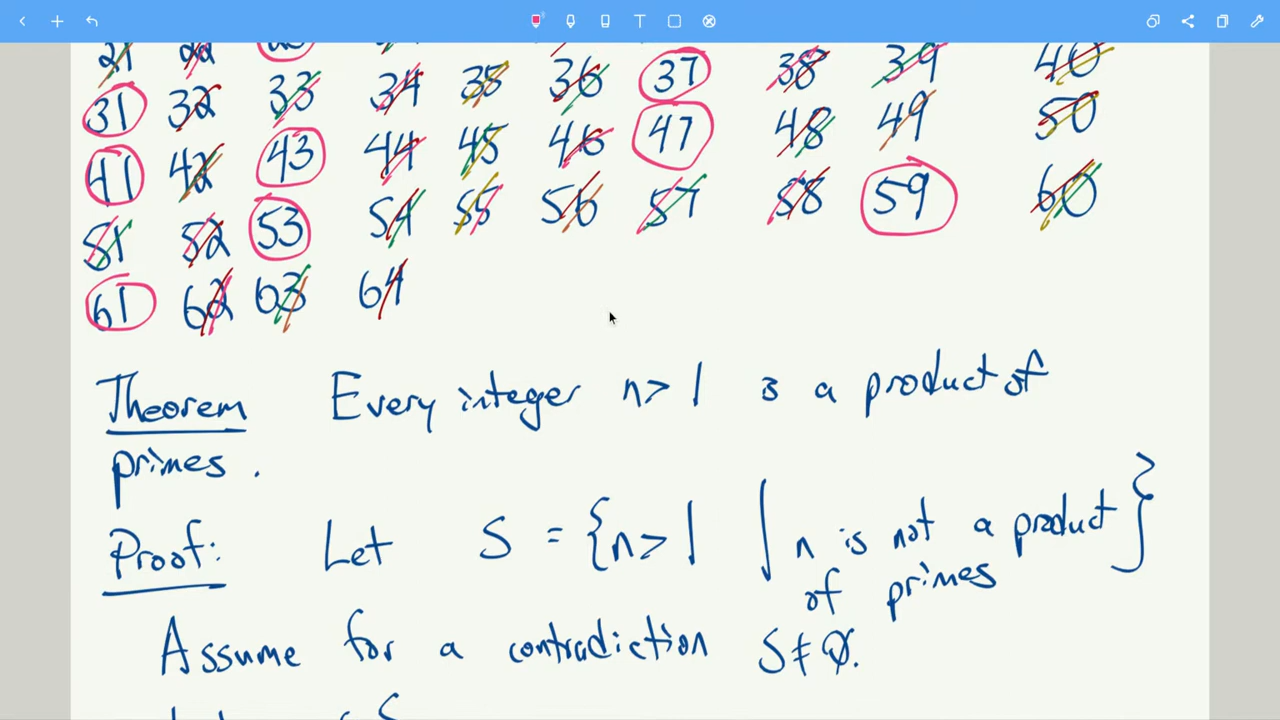 21 22
31 32 33 34 35 36 37 38 39 40
41 42 43 44 45 46 47 48 49 50
51 52 53 54 55 56 57 58 59 60
61 62 63 64
Theorem Every integer n > 1 is a product of
primes.
Proof: Let S = {n > 1 | n is not a product
of primes}
Assume for a contradiction S ≠ Ø.